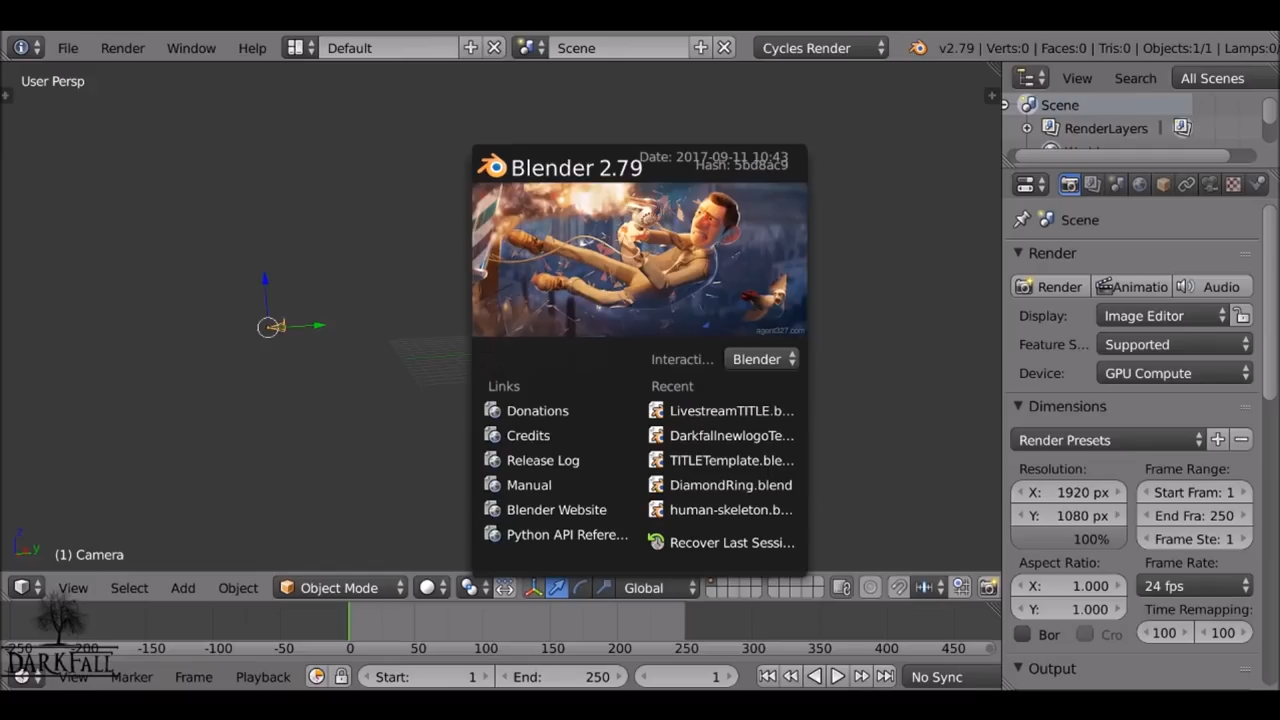 File Render Window Help Default Scene Cycles Render v2.79 | Verts:0 | Faces:0 | Tris:0 | Objects:1/1 | Lamps:0/
User Persp
View Search All Scenes
Scene
RenderLayers
Blender 2.79
Date: 2017-09-11 10:43
Hash: 5bd8ac9
agent327.com
Interacti... Blender
Links
Donations
Credits
Release Log
Manual
Blender Website
Python API Refere...
Recent
LivestreamTITLE.b...
DarkfallnewlogoTe...
TITLETemplate.ble...
DiamondRing.blend
human-skeleton.b...
Recover Last Sessi...
Scene
Render
Render Animatio Audio
Display: Image Editor
Feature S... Supported
Device: GPU Compute
Dimensions
Render Presets
Resolution:
X: 1920 px
Y: 1080 px
100%
Frame Range:
Start Fram: 1
End Fra: 250
Frame Ste: 1
Aspect Ratio:
X: 1.000
Y: 1.000
Bor Cro
Frame Rate:
24 fps
Time Remapping:
100 100
Output
z
y
(1) Camera
View Select Add Object Object Mode Global
-150 -100 -50 0 50 100 150 200 250 300 350 400 450
DARKFALL
View Marker Frame Playback Start: 1 End: 250 1 No Sync